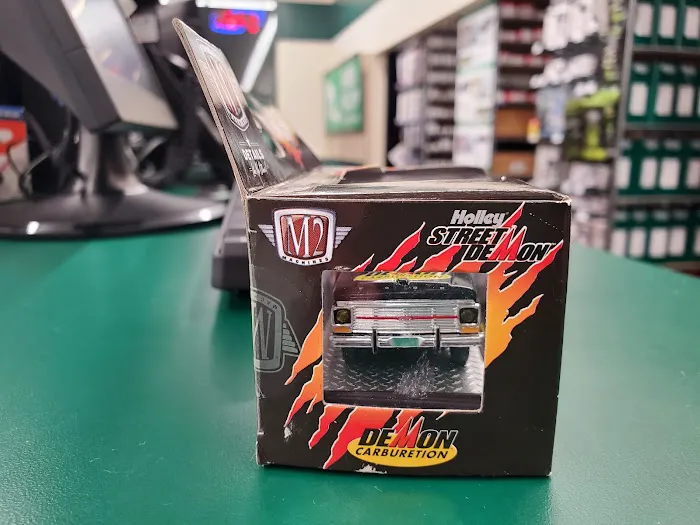 M2
MACHINES
Holley
STREET
DEMON
DEMON
CARBURETION